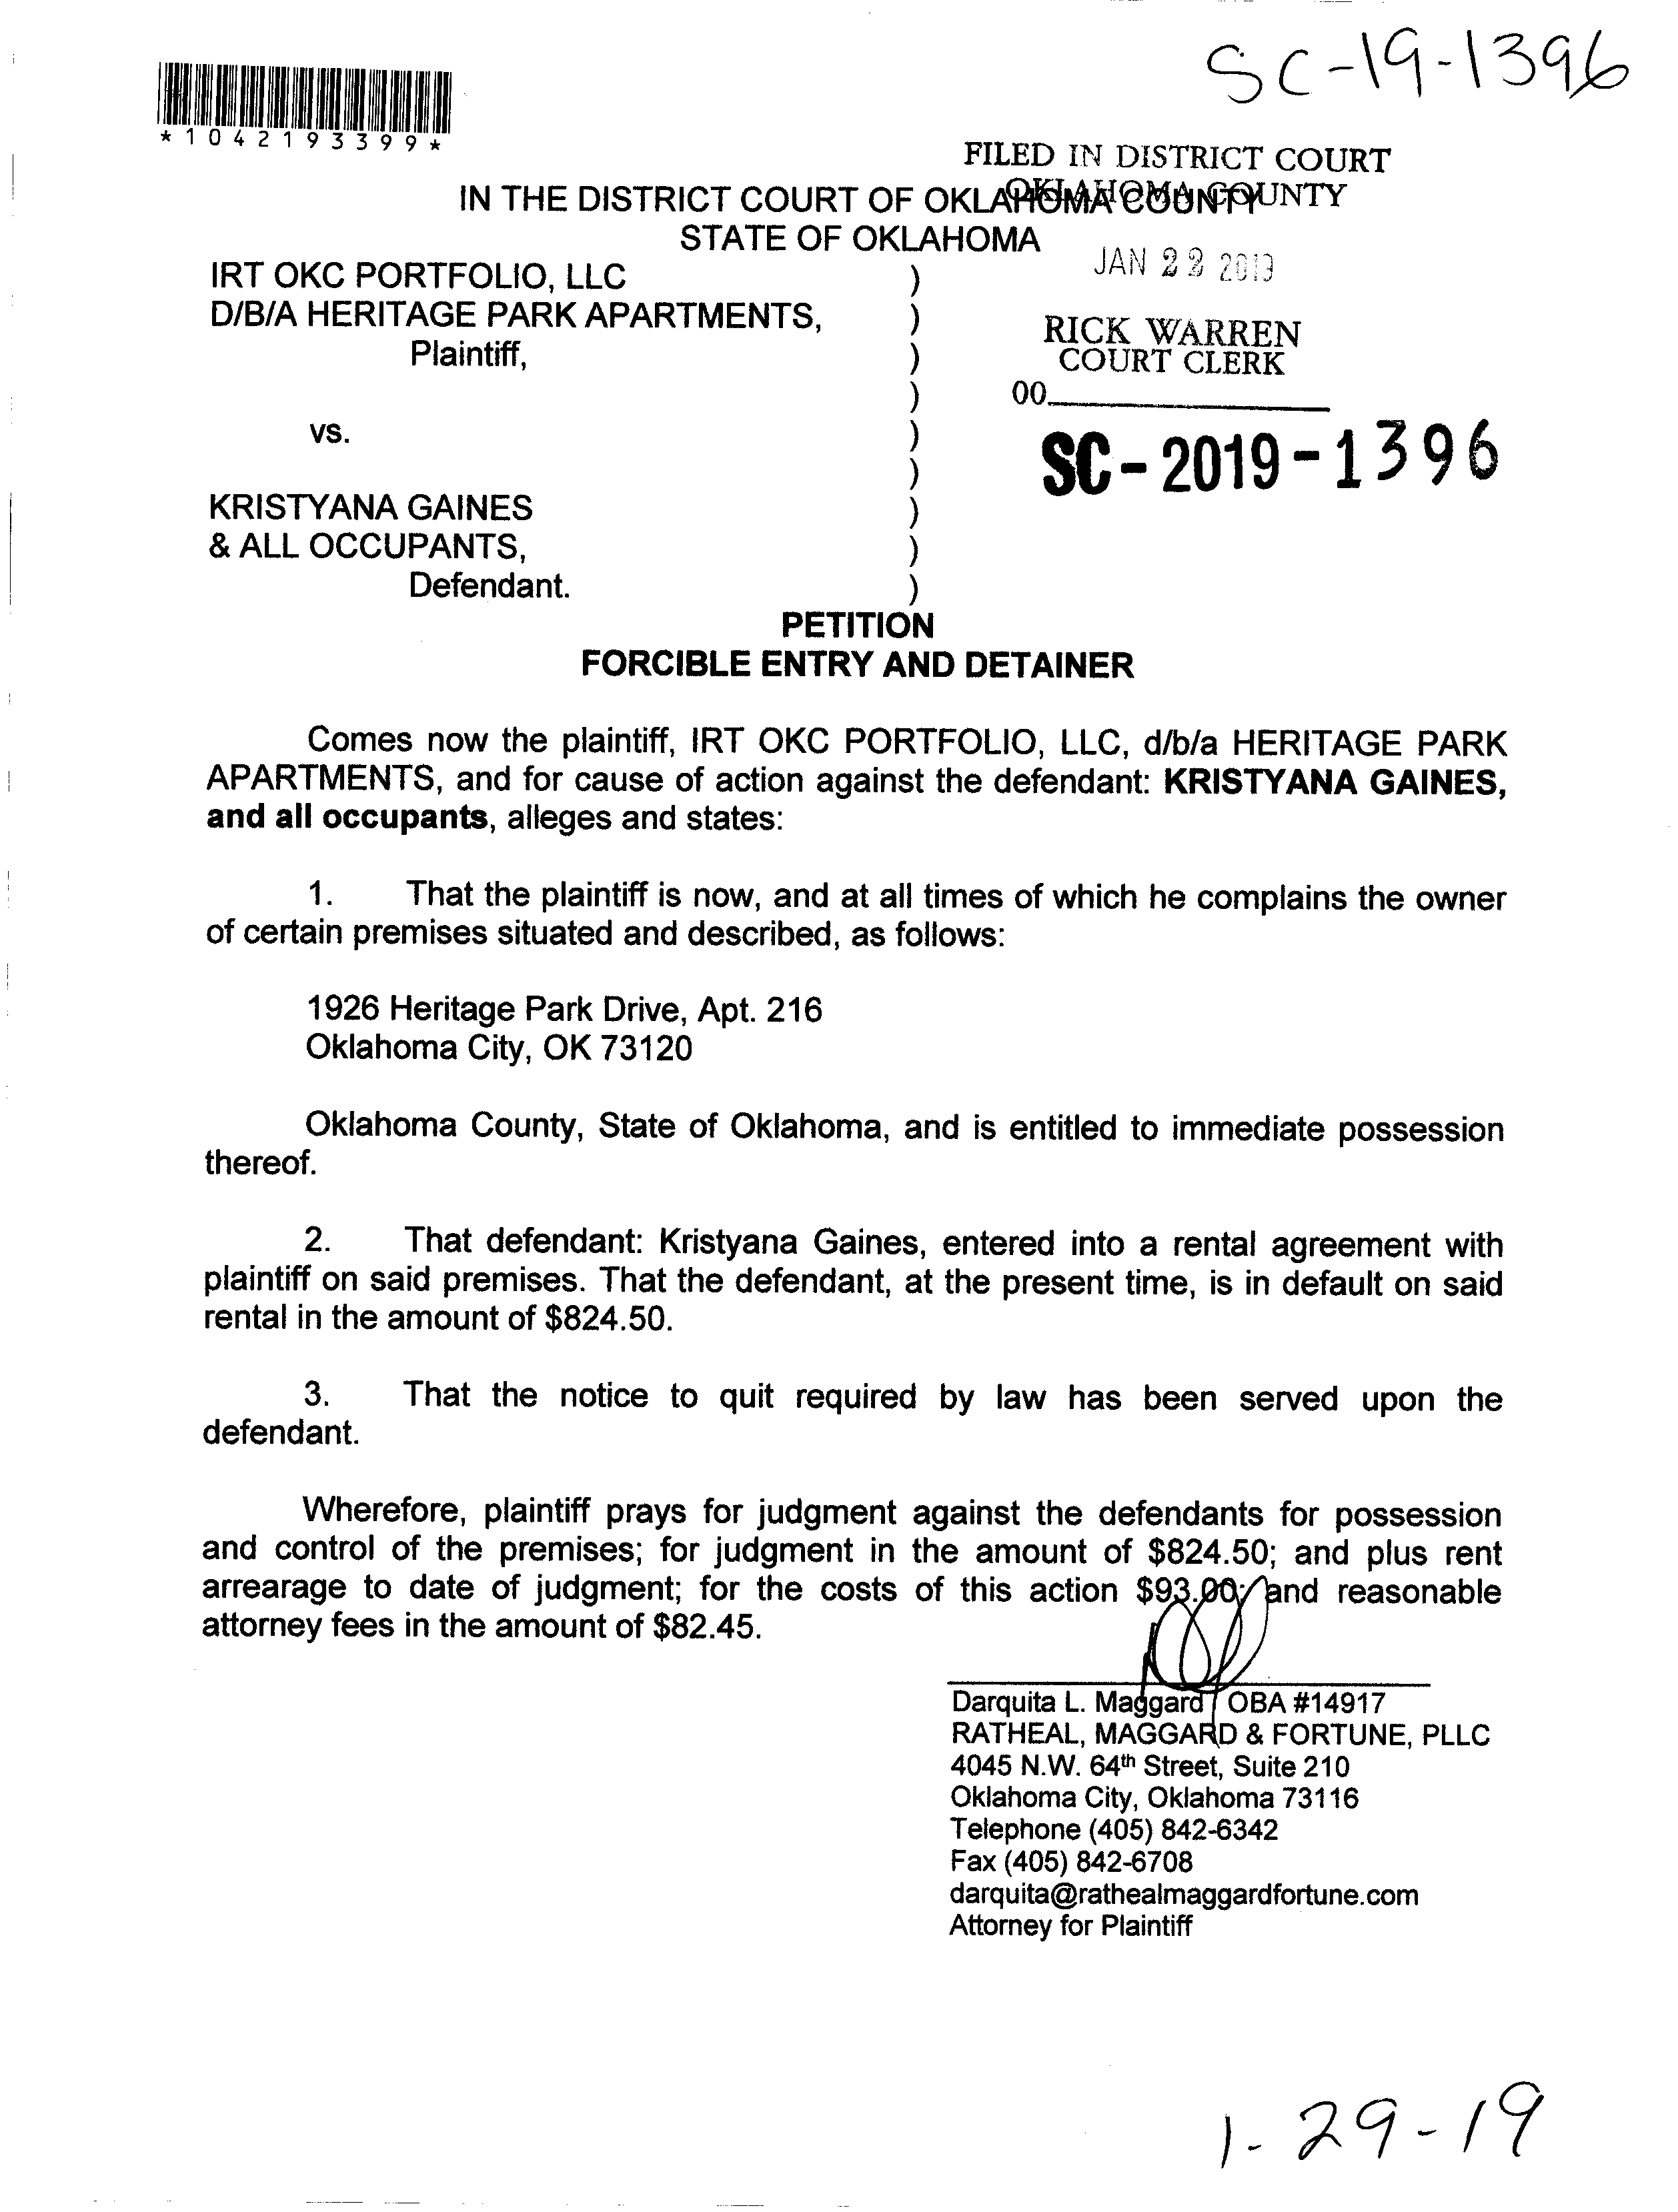 SC-19-1396
*1042193399*
FILED IN DISTRICT COURT
OKLAHOMA COUNTY
IN THE DISTRICT COURT OF OKLAHOMA COUNTY
STATE OF OKLAHOMA
JAN 22 2019
IRT OKC PORTFOLIO, LLC )
D/B/A HERITAGE PARK APARTMENTS, )
Plaintiff, )
RICK WARREN
COURT CLERK
)
00
vs. )
SC-2019-1396
)
KRISTYANA GAINES )
& ALL OCCUPANTS, )
Defendant. )
PETITION
FORCIBLE ENTRY AND DETAINER
Comes now the plaintiff, IRT OKC PORTFOLIO, LLC, d/b/a HERITAGE PARK
APARTMENTS, and for cause of action against the defendant: KRISTYANA GAINES,
and all occupants, alleges and states:
1. That the plaintiff is now, and at all times of which he complains the owner
of certain premises situated and described, as follows:
1926 Heritage Park Drive, Apt. 216
Oklahoma City, OK 73120
Oklahoma County, State of Oklahoma, and is entitled to immediate possession
thereof.
2. That defendant: Kristyana Gaines, entered into a rental agreement with
plaintiff on said premises. That the defendant, at the present time, is in default on said
rental in the amount of $824.50.
3. That the notice to quit required by law has been served upon the
defendant.
Wherefore, plaintiff prays for judgment against the defendants for possession
and control of the premises; for judgment in the amount of $824.50; and plus rent
arrearage to date of judgment; for the costs of this action $93.00; and reasonable
attorney fees in the amount of $82.45.
Darquita L. Maggard OBA #14917
RATHEAL, MAGGARD & FORTUNE, PLLC
4045 N.W. 64th Street, Suite 210
Oklahoma City, Oklahoma 73116
Telephone (405) 842-6342
Fax (405) 842-6708
darquita@rathealmaggardfortune.com
Attorney for Plaintiff
1-29-19